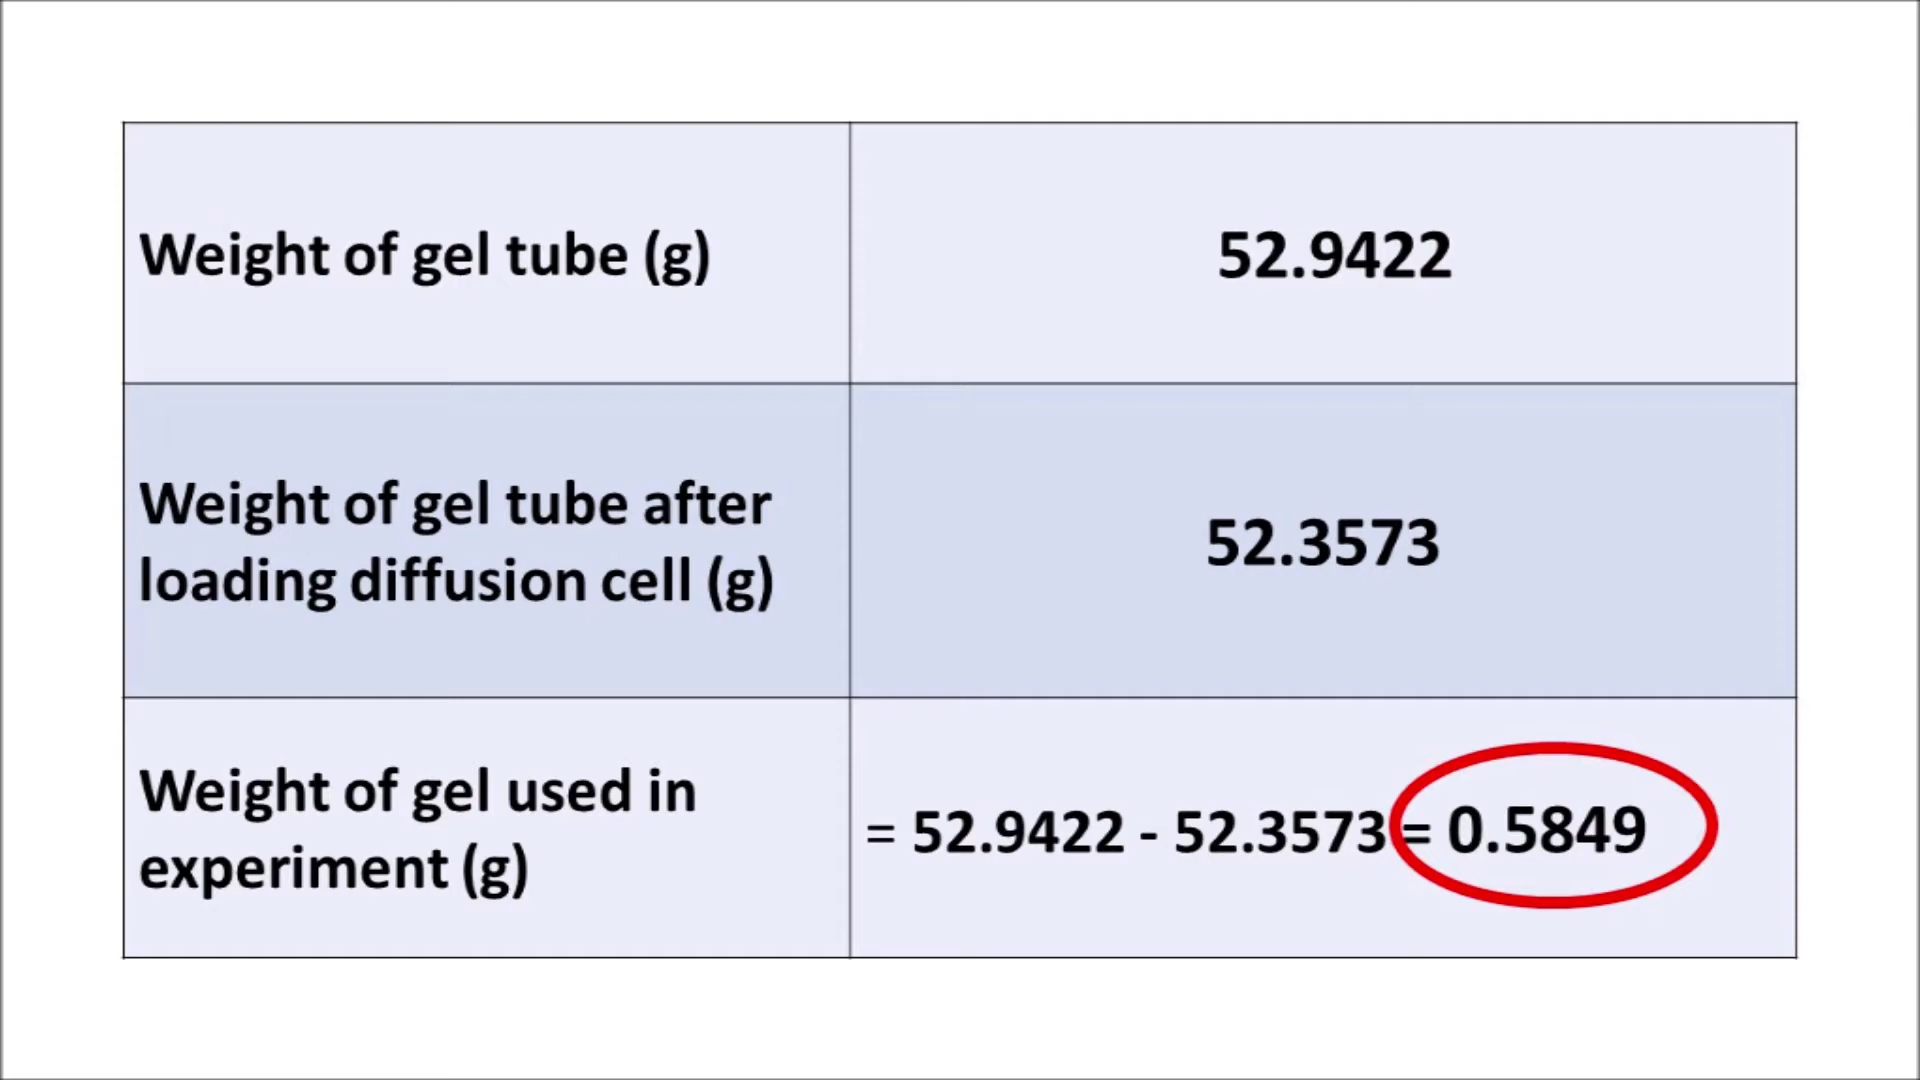 Weight of gel tube (g)
52.9422
Weight of gel tube after
loading diffusion cell (g)
52.3573
Weight of gel used in
experiment (g)
= 52.9422 - 52.3573 = 0.5849